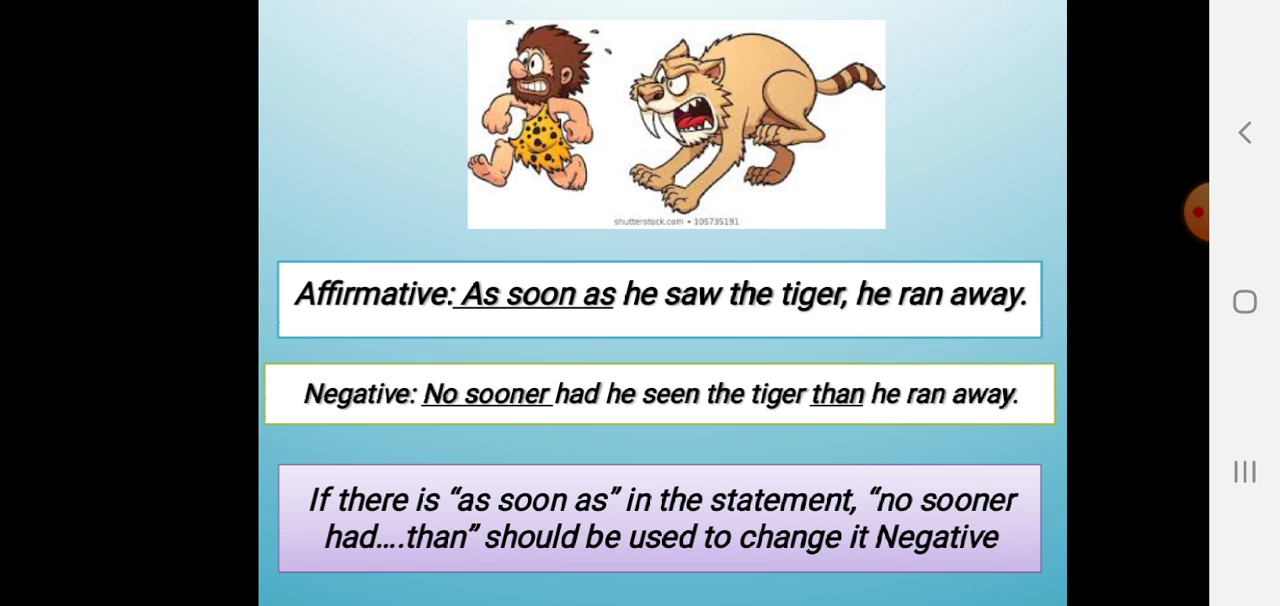 shutterstock.com • 105735191
Affirmative: As soon as he saw the tiger, he ran away.
Negative: No sooner had he seen the tiger than he ran away.
If there is “as soon as” in the statement, “no sooner
had....than” should be used to change it Negative